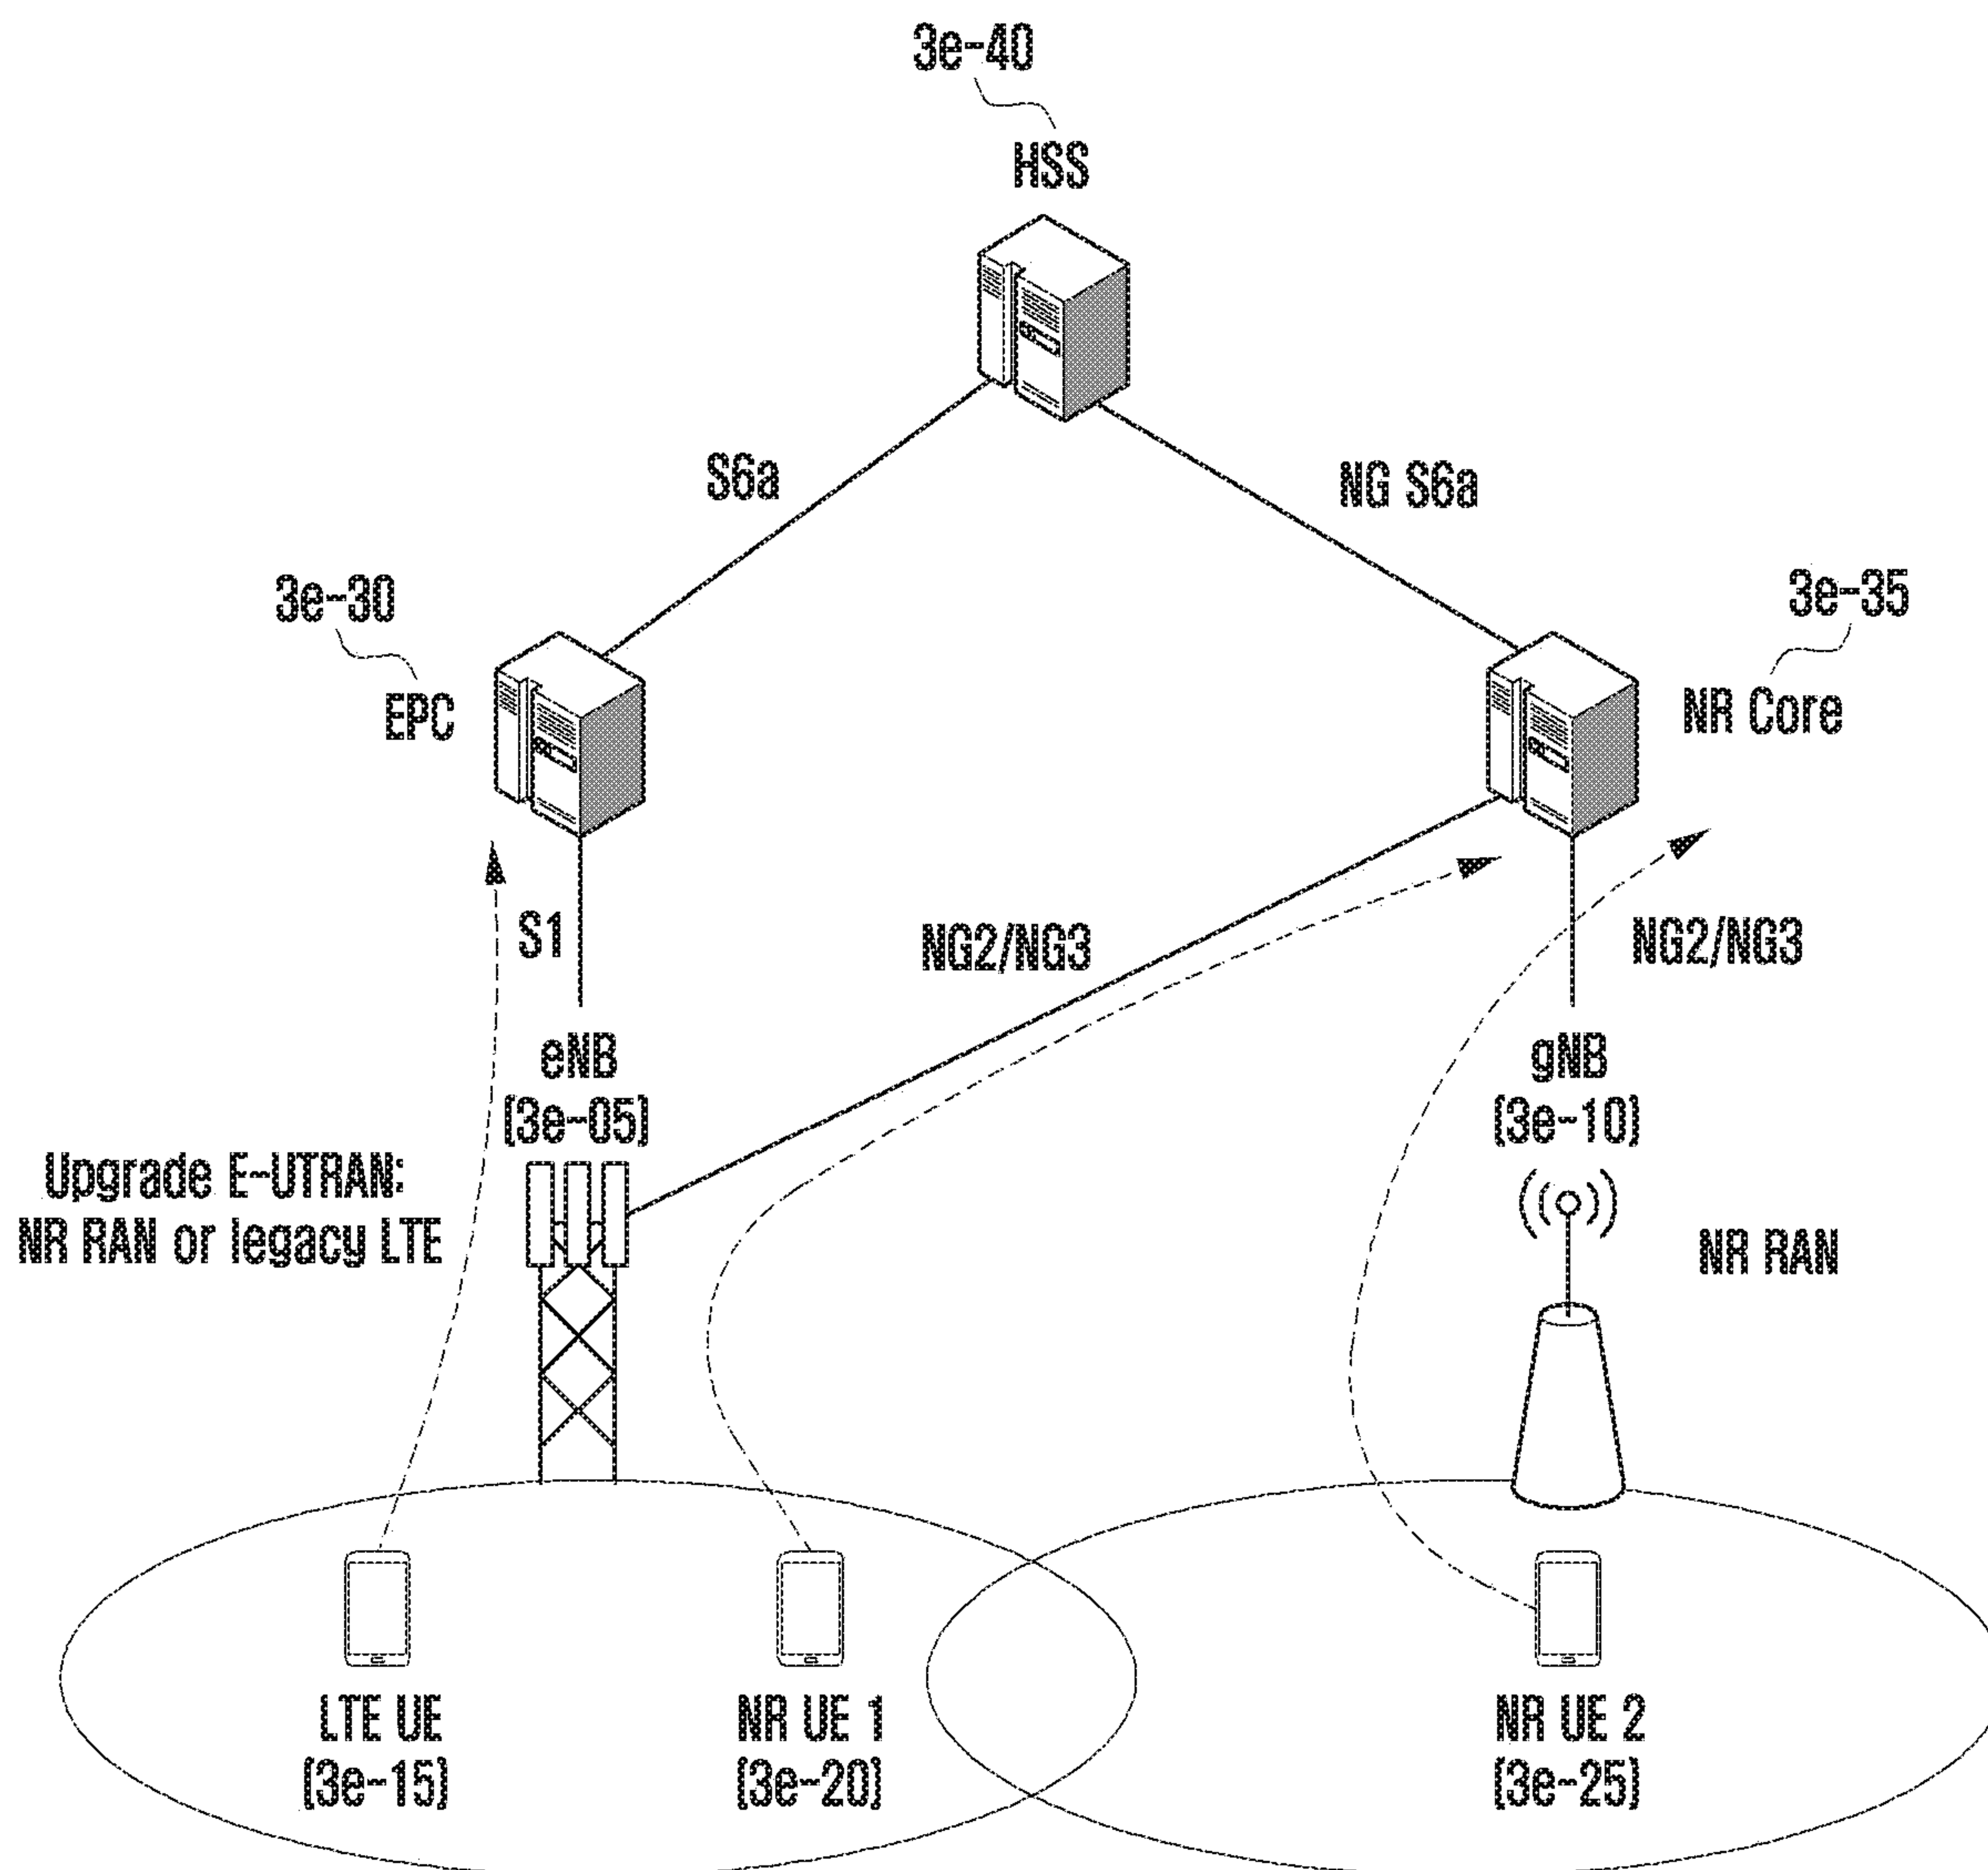 3e-40
HSS
S6a
NG S6a
3e-30
3e-35
EPC
NR Core
S1
NG2/NG3
NG2/NG3
eNB
[3e-05]
gNB
[3e-10]
Upgrade E-UTRAN:
NR RAN or legacy LTE
NR RAN
LTE UE
[3e-15]
NR UE 1
[3e-20]
NR UE 2
[3e-25]